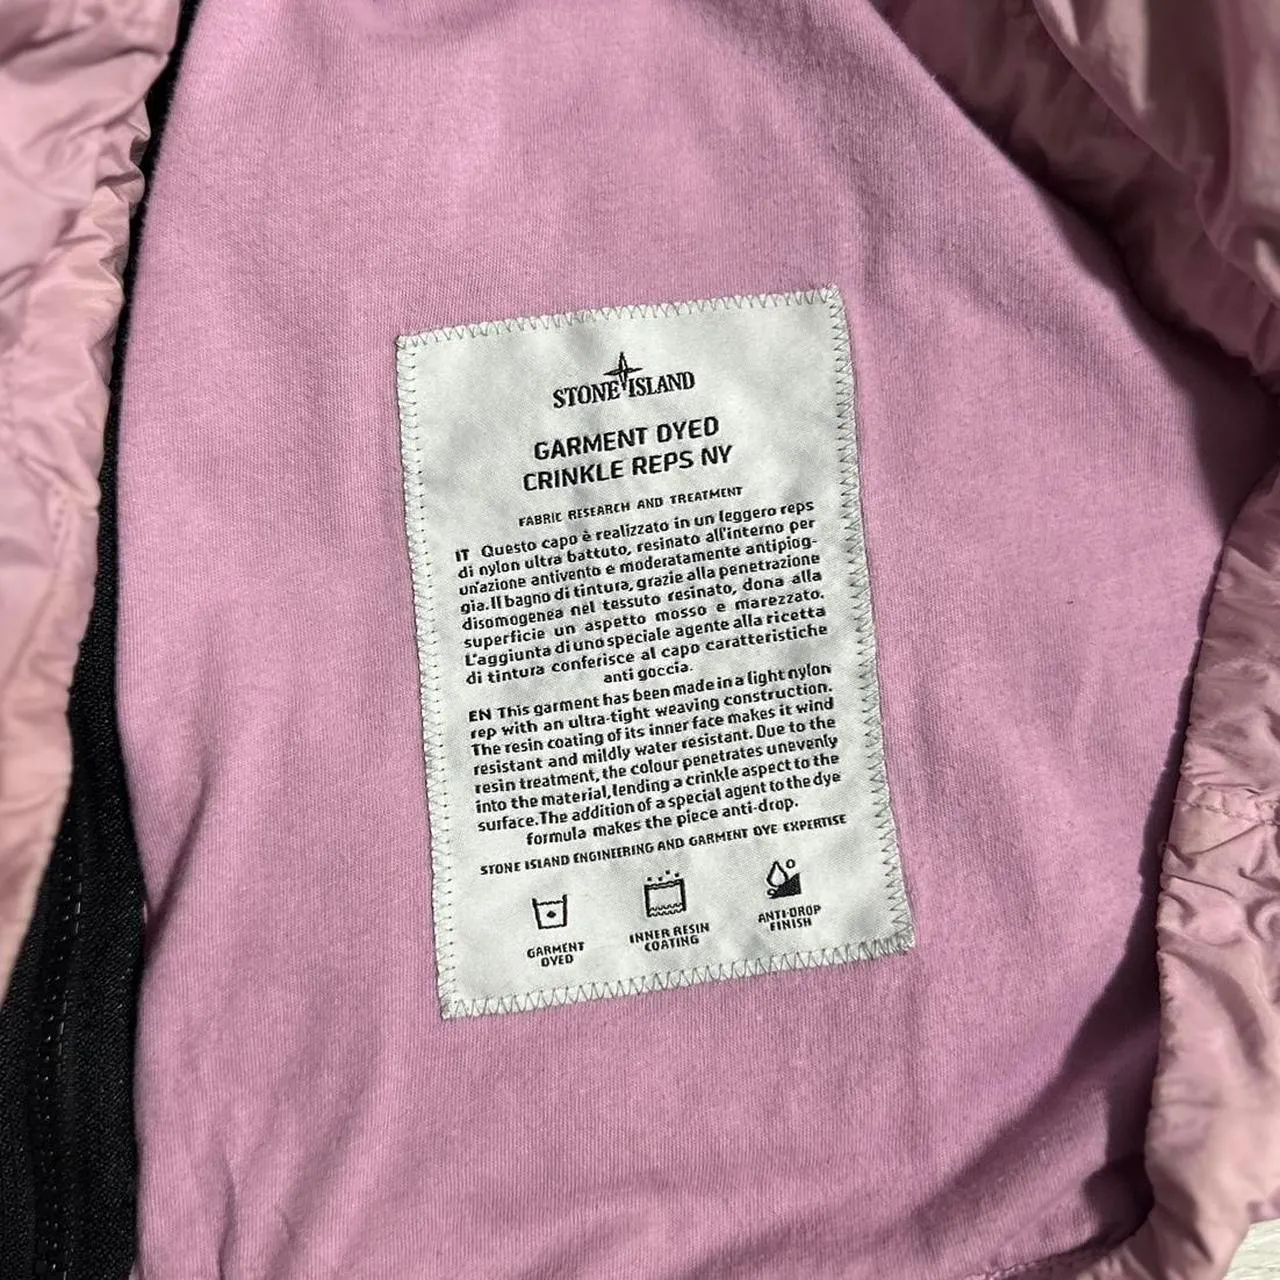 STONE ISLAND
GARMENT DYED
CRINKLE REPS NY
FABRIC RESEARCH AND TREATMENT
IT Questo capo è realizzato in un leggero reps
di nylon ultra battuto, resinato all'interno per
un'azione antivento e moderatamente antipiog-
gia. Il bagno di tintura, grazie alla penetrazione
disomogenea nel tessuto resinato, dona alla
superficie un aspetto mosso e marezzato.
L'aggiunta di uno speciale agente alla ricetta
di tintura conferisce al capo caratteristiche
anti goccia.
EN This garment has been made in a light nylon
rep with an ultra-tight weaving construction.
The resin coating of its inner face makes it wind
resistant and mildly water resistant. Due to the
resin treatment, the colour penetrates unevenly
into the material, lending a crinkle aspect to the
surface. The addition of a special agent to the dye
formula makes the piece anti-drop.
STONE ISLAND ENGINEERING AND GARMENT DYE EXPERTISE
GARMENT
DYED
INNER RESIN
COATING
ANTI-DROP
FINISH